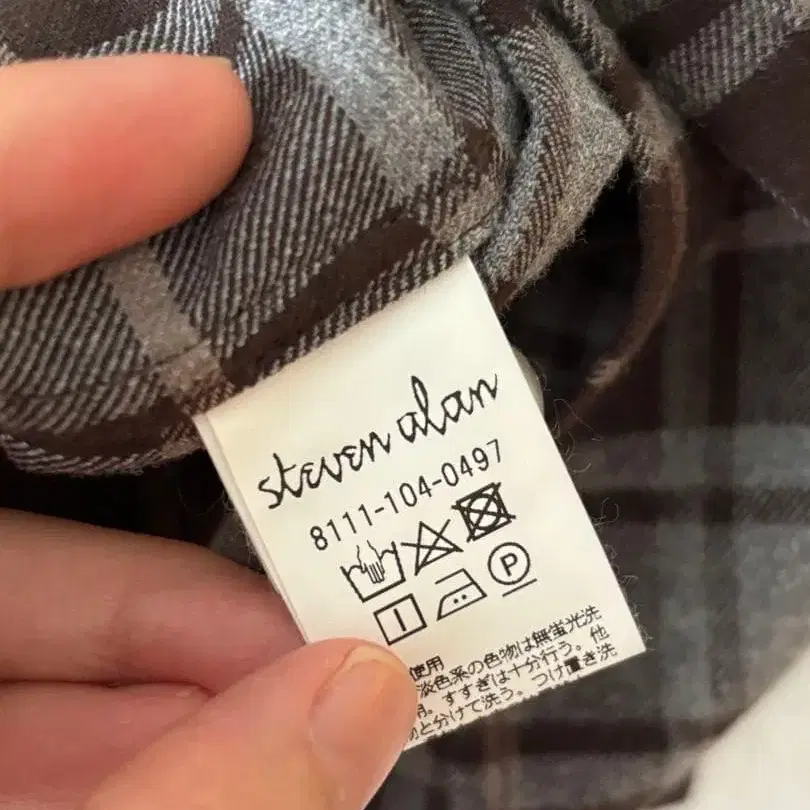 steven alan
8111-104-0497
P
使用
淡色系の色物は無蛍光洗
用。すすぎは十分行う。他
物と分けて洗う。つけ置き洗